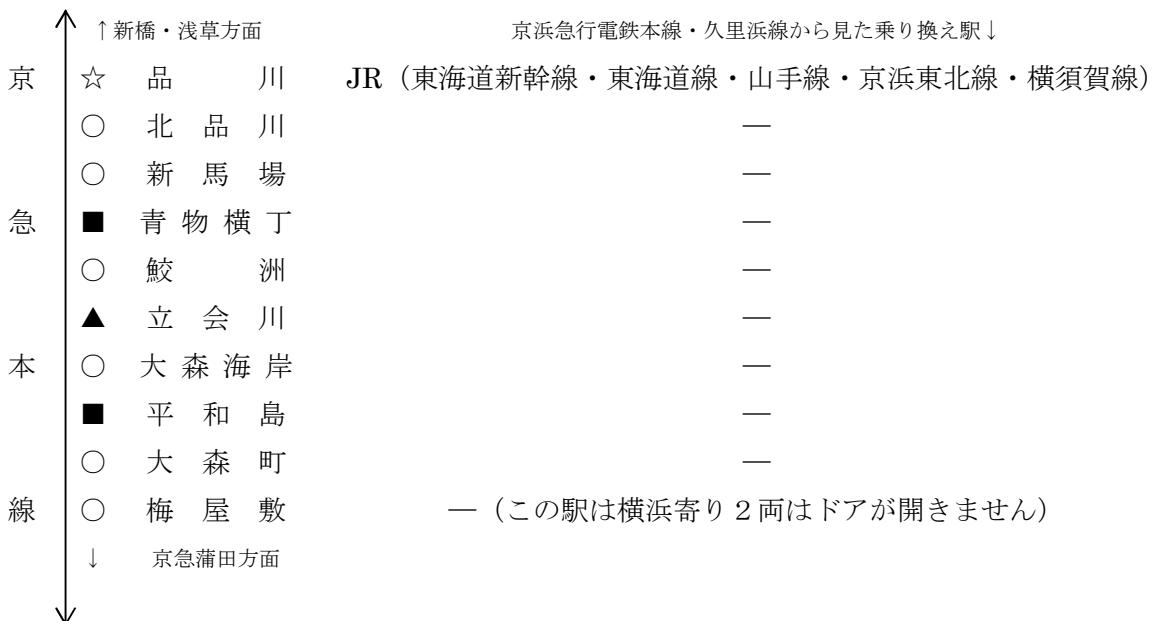 ↑新橋・浅草方面 京浜急行電鉄本線・久里浜線から見た乗り換え駅↓
京 ☆ 品川 JR(東海道新幹線・東海道線・山手線・京浜東北線・横須賀線)
○ 北品川 ―
○ 新馬場 ―
急 ■ 青物横丁 ―
○ 鮫洲 ―
▲ 立会川 ―
本 ○ 大森海岸 ―
■ 平和島 ―
○ 大森町 ―
線 ○ 梅屋敷 ―(この駅は横浜寄り2両はドアが開きません)
↓ 京急蒲田方面